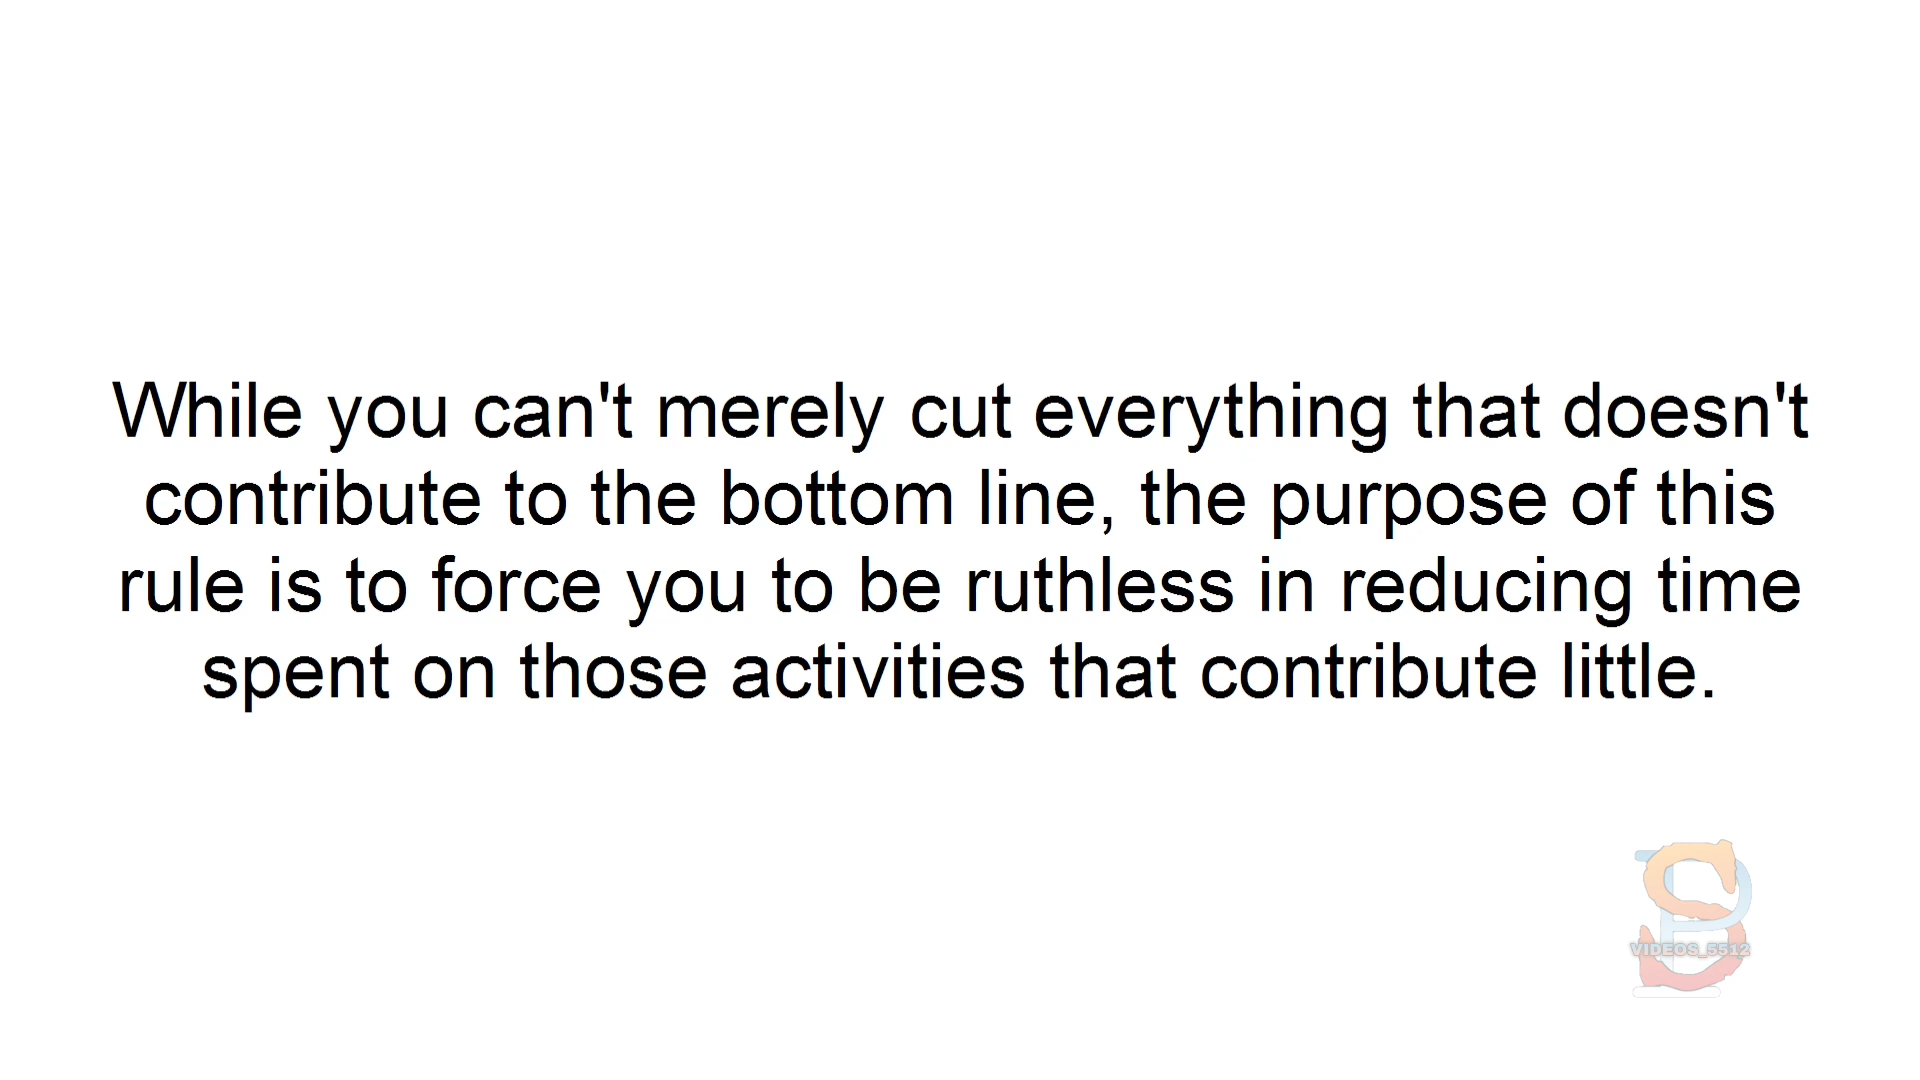 While you can't merely cut everything that doesn't
contribute to the bottom line, the purpose of this
rule is to force you to be ruthless in reducing time
spent on those activities that contribute little.
VIDEOS_5512